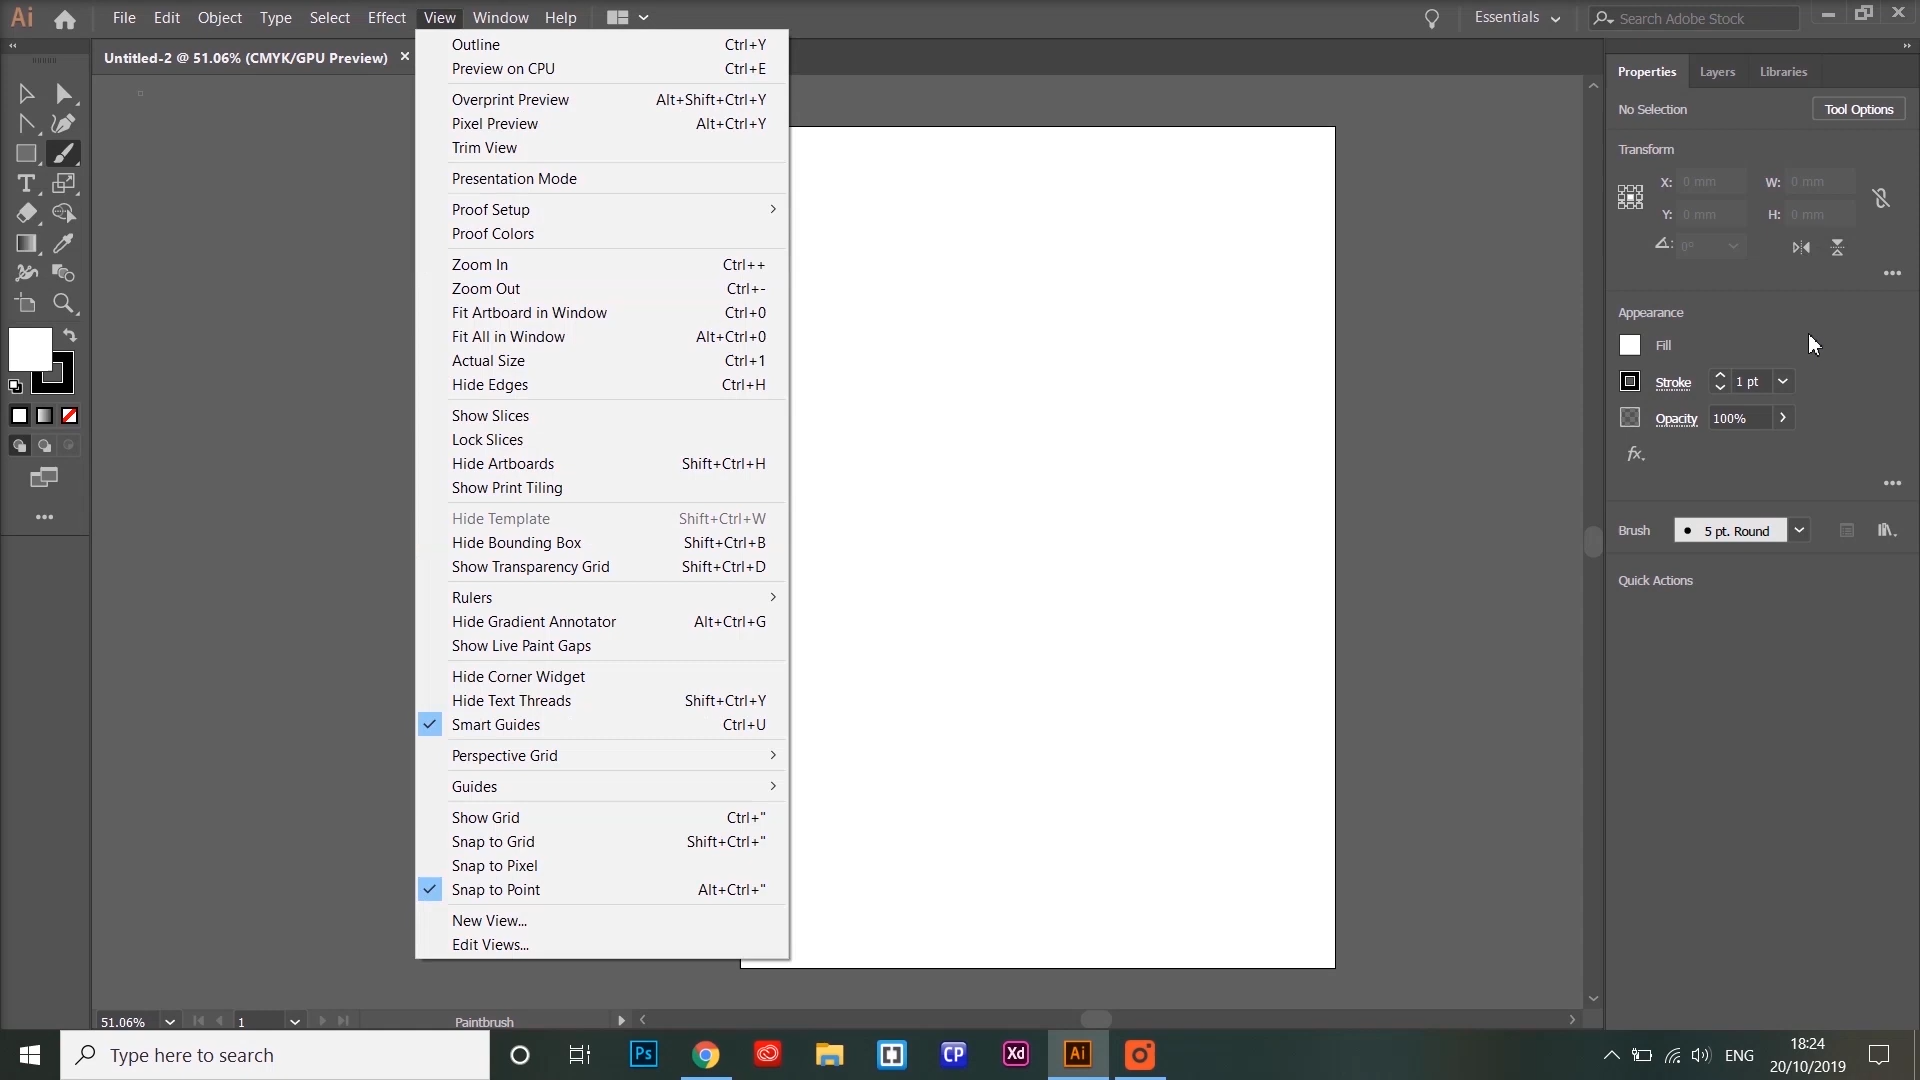 Ai File Edit Object Type Select Effect View Window Help Essentials Search Adobe Stock
Untitled-2 @ 51.06% (CMYK/GPU Preview) ×
Outline Ctrl+Y
Preview on CPU Ctrl+E
Overprint Preview Alt+Shift+Ctrl+Y
Pixel Preview Alt+Ctrl+Y
Trim View
Presentation Mode
Proof Setup
Proof Colors
Zoom In Ctrl++
Zoom Out Ctrl+-
Fit Artboard in Window Ctrl+0
Fit All in Window Alt+Ctrl+0
Actual Size Ctrl+1
Hide Edges Ctrl+H
Show Slices
Lock Slices
Hide Artboards Shift+Ctrl+H
Show Print Tiling
Hide Template Shift+Ctrl+W
Hide Bounding Box Shift+Ctrl+B
Show Transparency Grid Shift+Ctrl+D
Rulers
Hide Gradient Annotator Alt+Ctrl+G
Show Live Paint Gaps
Hide Corner Widget
Hide Text Threads Shift+Ctrl+Y
Smart Guides Ctrl+U
Perspective Grid
Guides
Show Grid Ctrl+"
Snap to Grid Shift+Ctrl+"
Snap to Pixel
Snap to Point Alt+Ctrl+"
New View...
Edit Views...
Properties Layers Libraries
No Selection Tool Options
Transform
X: 0 mm W: 0 mm
Y: 0 mm H: 0 mm
0°
Appearance
Fill
Stroke 1 pt
Opacity 100%
fx.
Brush 5 pt. Round
Quick Actions
51.06% 1 Paintbrush
Type here to search Ps CP Xd Ai ENG
18:24
20/10/2019